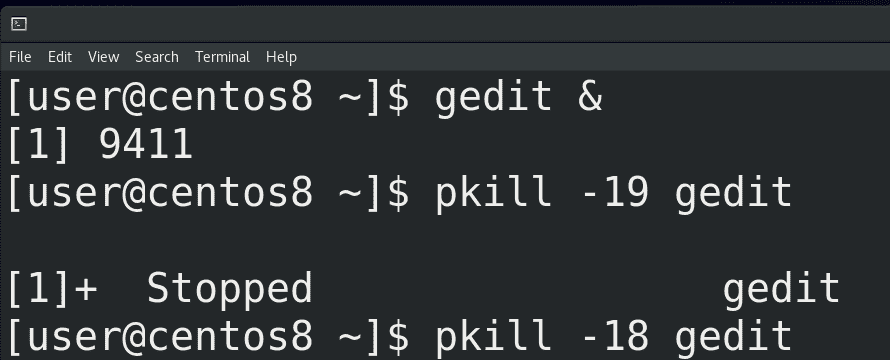 File Edit View Search Terminal Help
[user@centos8 ~]$ gedit &
[1] 9411
[user@centos8 ~]$ pkill -19 gedit
[1]+  Stopped                 gedit
[user@centos8 ~]$ pkill -18 gedit